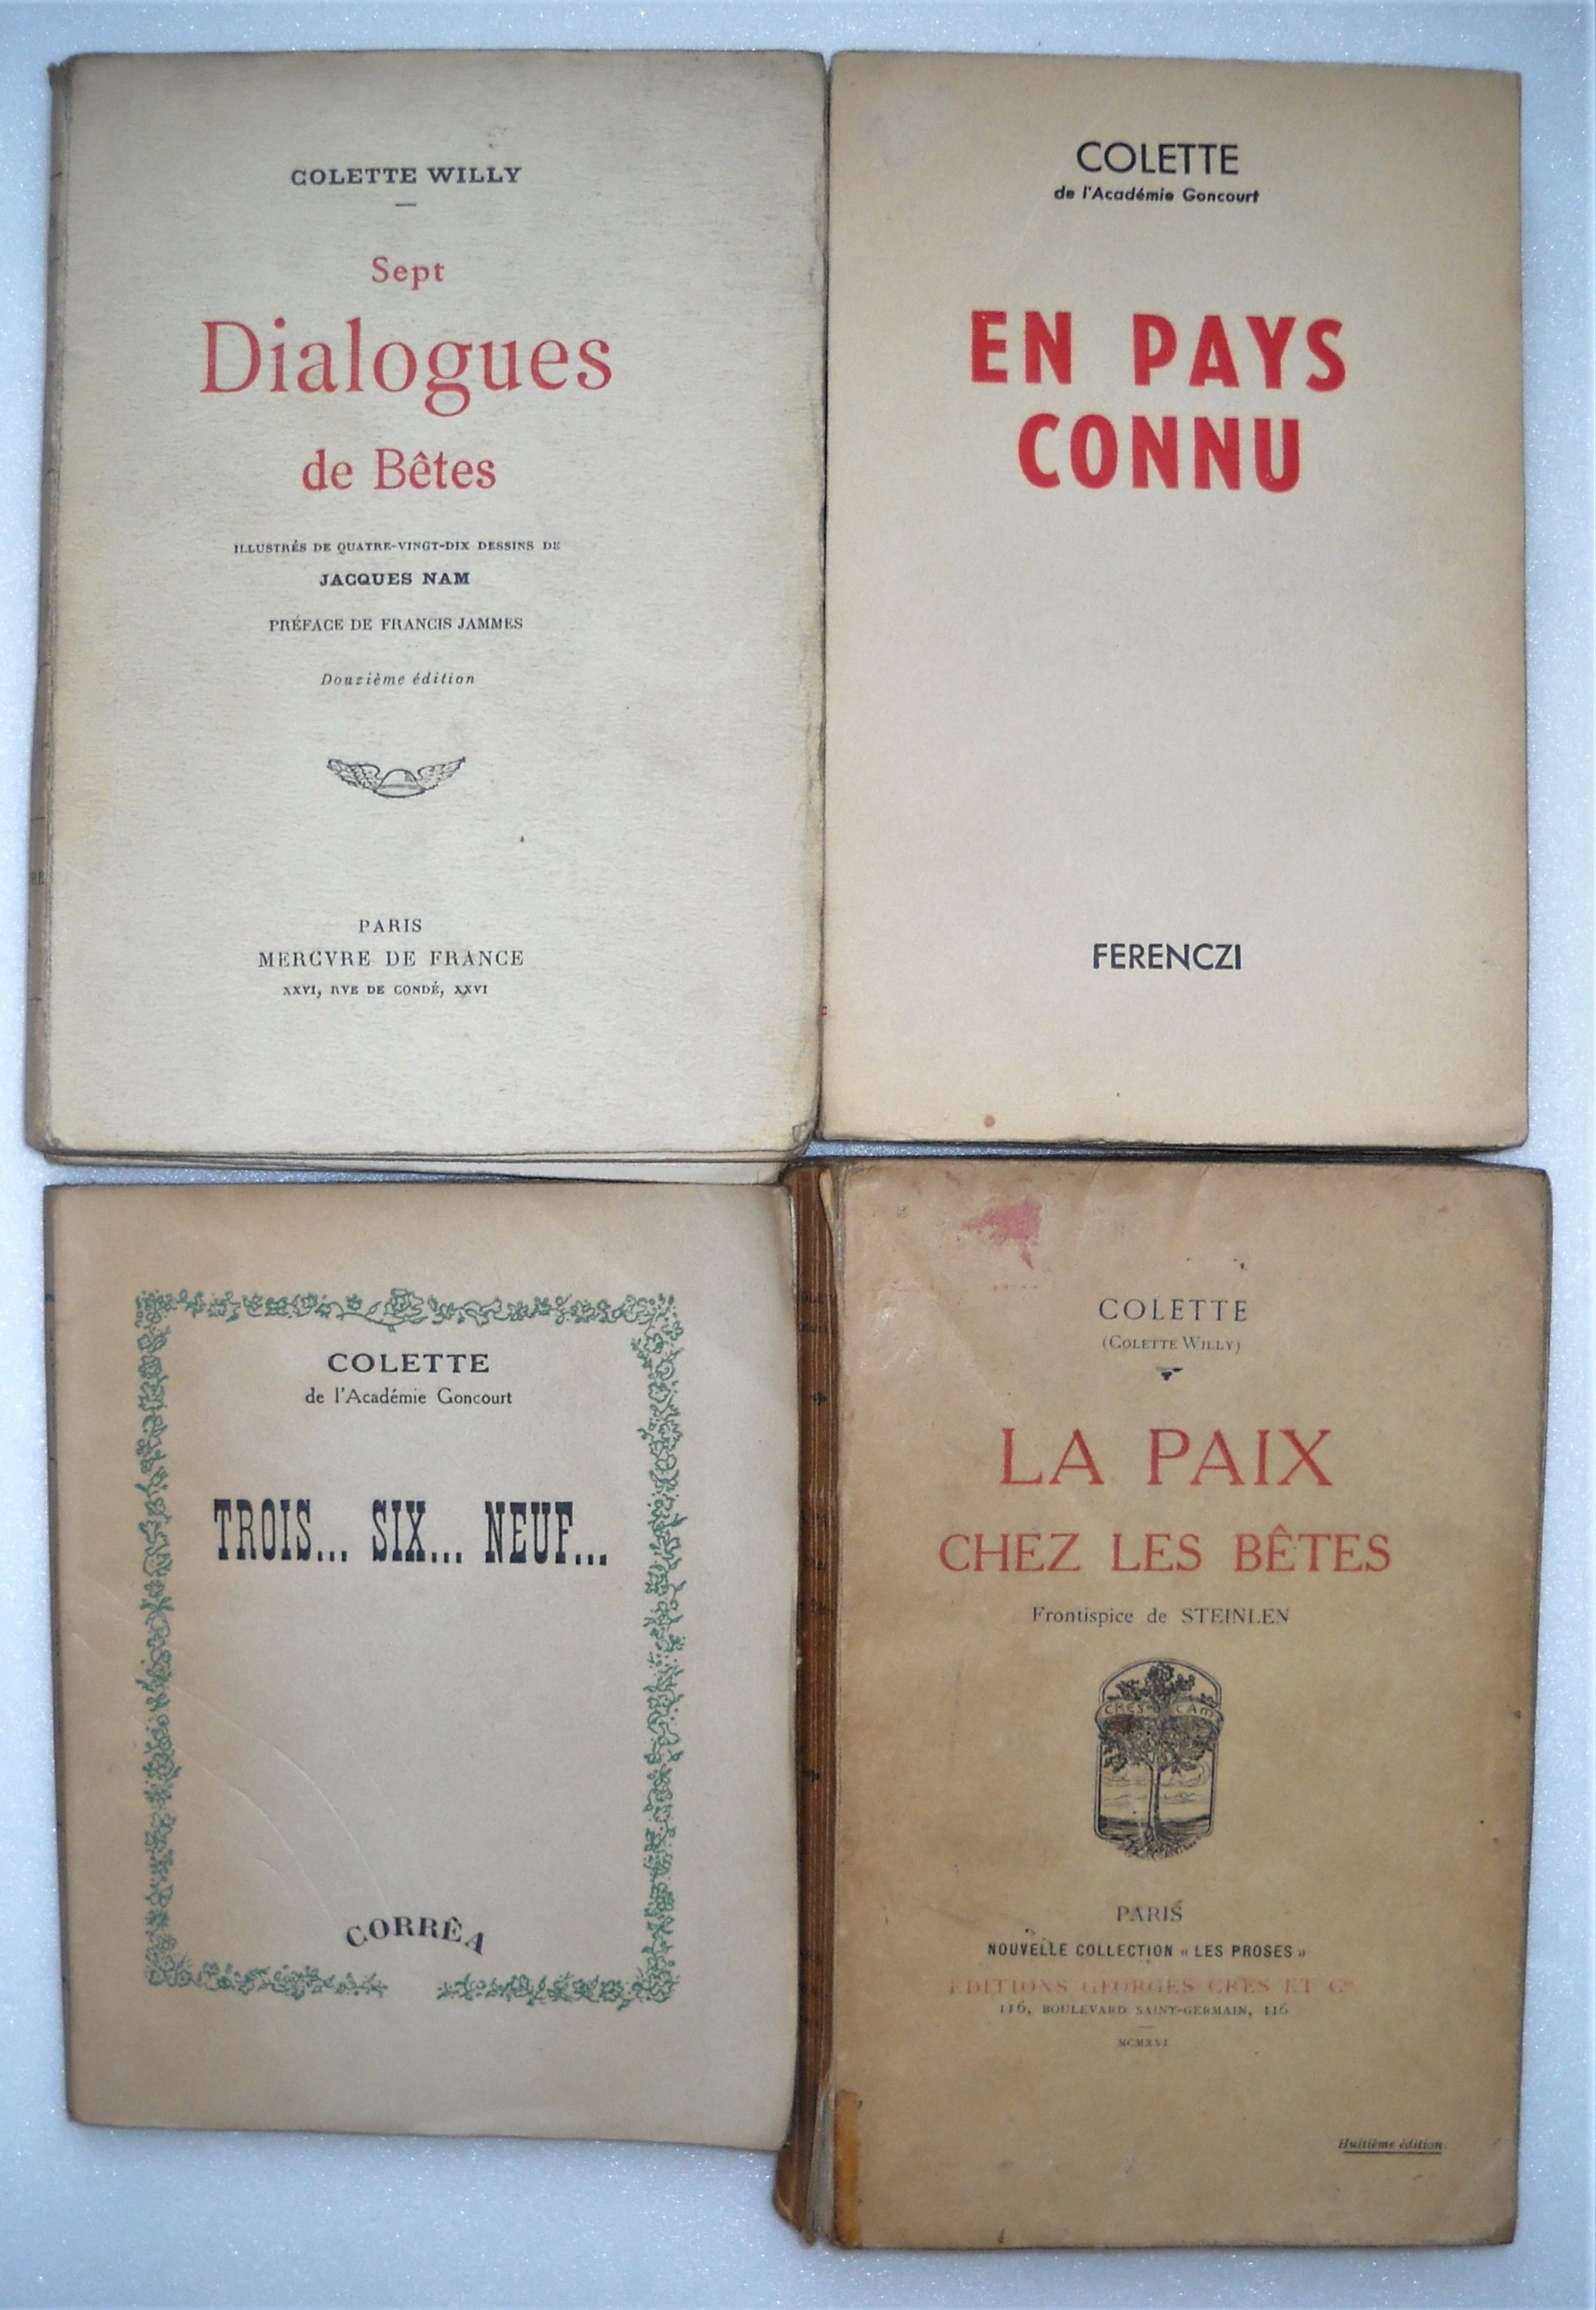 COLETTE WILLY
Sept
Dialogues
de Bêtes
ILLUSTRÉS DE QUATRE-VINGT-DIX DESSINS DE
JACQUES NAM
PRÉFACE DE FRANCIS JAMMES
Douzième édition
PARIS
MERCVRE DE FRANCE
XXVI, RVE DE CONDÉ, XXVI
COLETTE
de l'Académie Goncourt
EN PAYS
CONNU
FERENCZI
COLETTE
de l'Académie Goncourt
TROIS... SIX... NEUF...
CORRÊA
COLETTE
(COLETTE WILLY)
LA PAIX
CHEZ LES BÊTES
Frontispice de STEINLEN
CRES CAM
PARIS
NOUVELLE COLLECTION « LES PROSES »
EDITIONS GEORGES CRÈS ET Cie
116, BOULEVARD SAINT-GERMAIN, 116
MCMXVI
Huitième édition